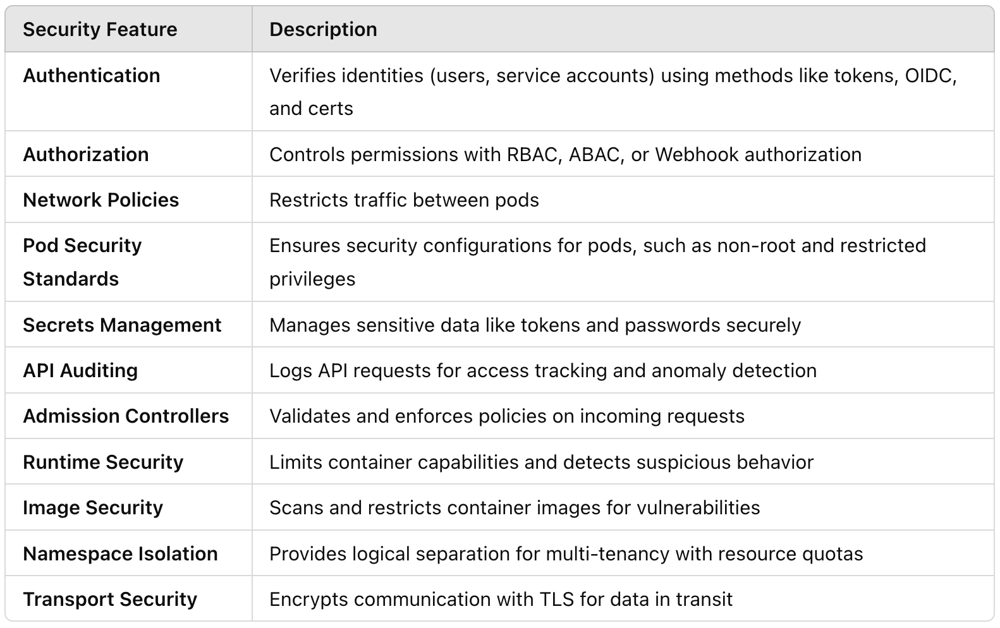 Security Feature
Description
Authentication
Verifies identities (users, service accounts) using methods like tokens, OIDC,
and certs
Authorization
Controls permissions with RBAC, ABAC, or Webhook authorization
Network Policies
Restricts traffic between pods
Pod Security
Standards
Ensures security configurations for pods, such as non-root and restricted
privileges
Secrets Management
Manages sensitive data like tokens and passwords securely
API Auditing
Logs API requests for access tracking and anomaly detection
Admission Controllers
Validates and enforces policies on incoming requests
Runtime Security
Limits container capabilities and detects suspicious behavior
Image Security
Scans and restricts container images for vulnerabilities
Namespace Isolation
Provides logical separation for multi-tenancy with resource quotas
Transport Security
Encrypts communication with TLS for data in transit